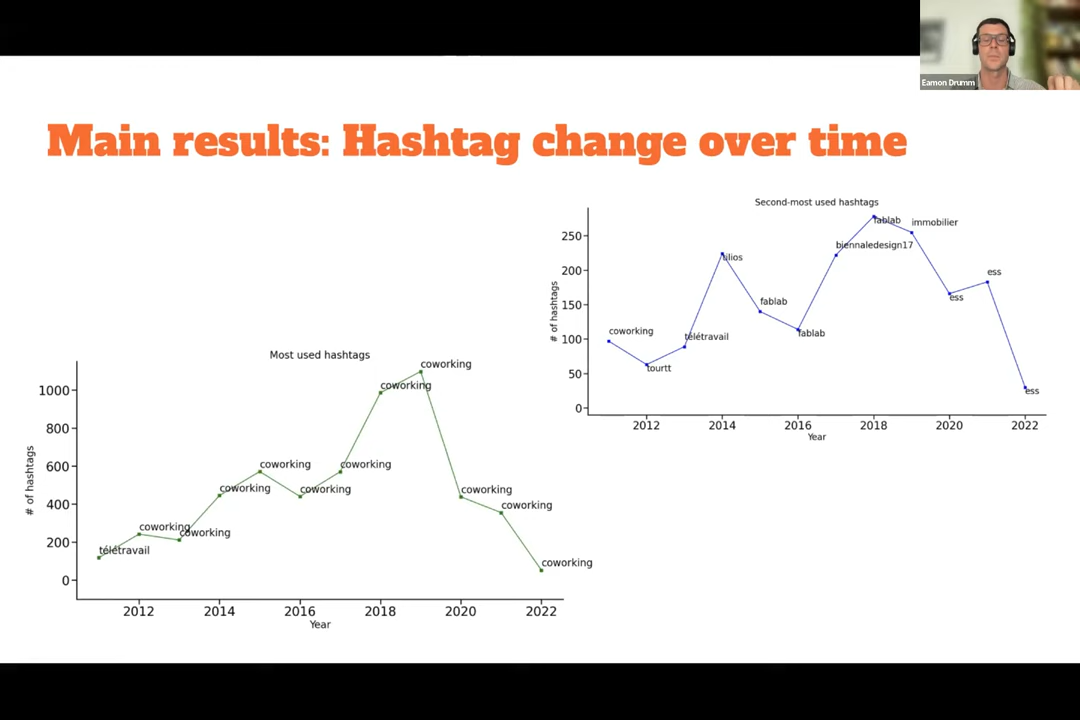 Eamon Drumm
Main results: Hashtag change over time
Second-most used hashtags
# of hashtags
250
200
150
100
50
0
coworking
tourtt
télétravail
tilios
fablab
fablab
biennaledesign17
fablab
immobilier
ess
ess
ess
2012 2014 2016 2018 2020 2022
Year
Most used hashtags
# of hashtags
1000
800
600
400
200
0
télétravail
coworking
coworking
coworking
coworking
coworking
coworking
coworking
coworking
coworking
coworking
coworking
2012 2014 2016 2018 2020 2022
Year